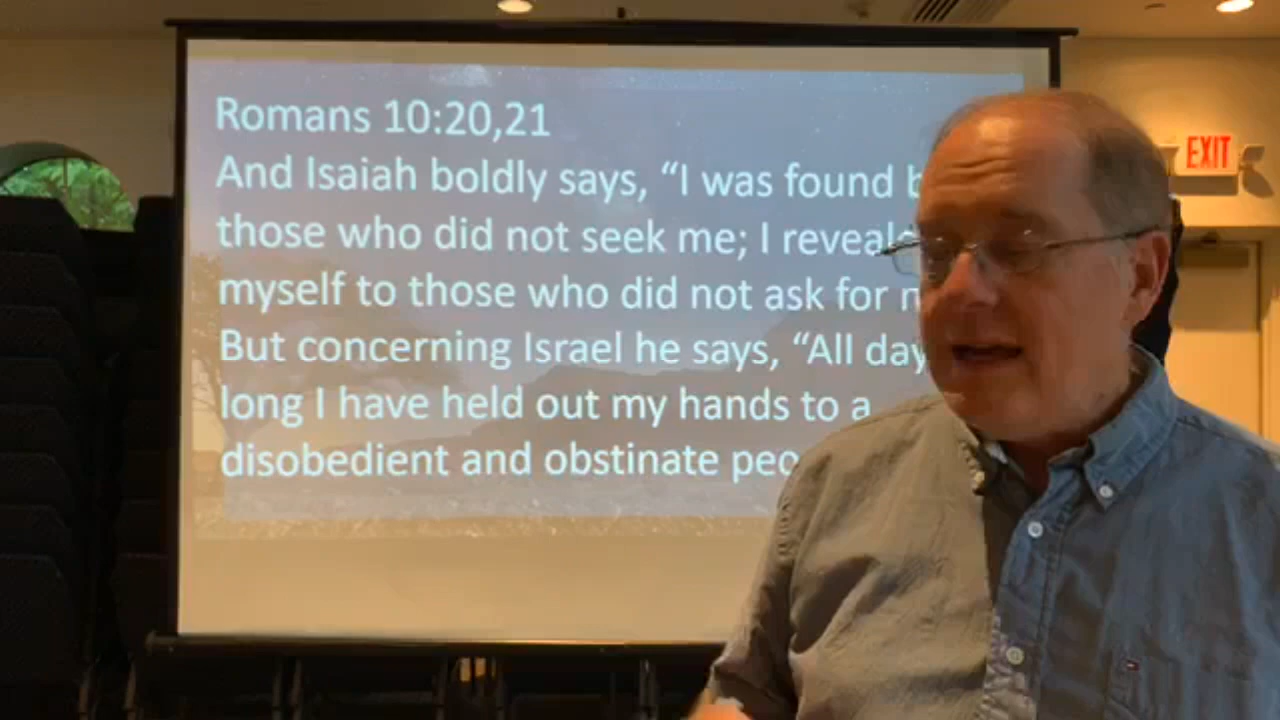 Romans 10:20,21
And Isaiah boldly says, “I was found
those who did not seek me; I
myself to those who did not ask for
But concerning Israel he says, “All day
long I have held out my hands to a
disobedient and obstinate
EXIT